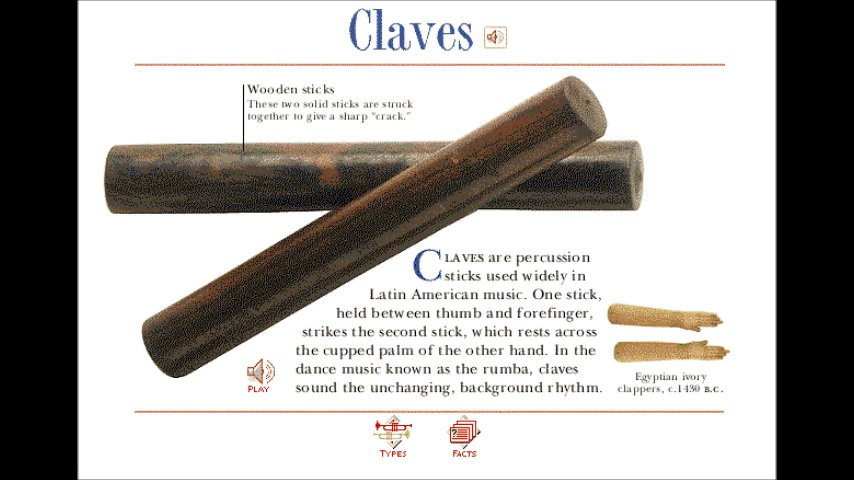 Claves
Wooden sticks
These two solid sticks are struck
together to give a sharp "crack."
CLAVES are percussion
sticks used widely in
Latin American music. One stick,
held between thumb and forefinger,
strikes the second stick, which rests across
the cupped palm of the other hand. In the
dance music known as the rumba, claves
sound the unchanging, background rhythm.
PLAY
Egyptian ivory
clappers, c.1430 B.C.
TYPES
?
FACTS